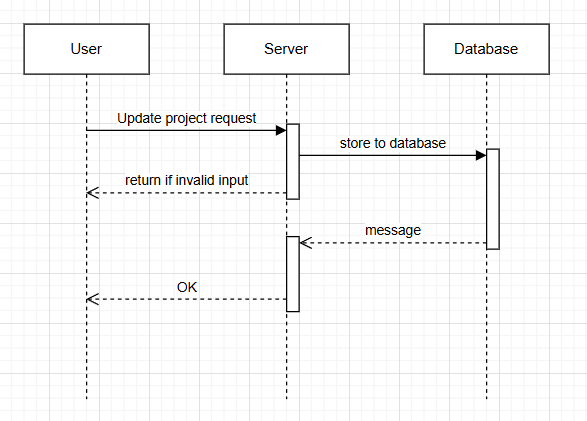 User
Server
Database
Update project request
store to database
return if invalid input
message
OK